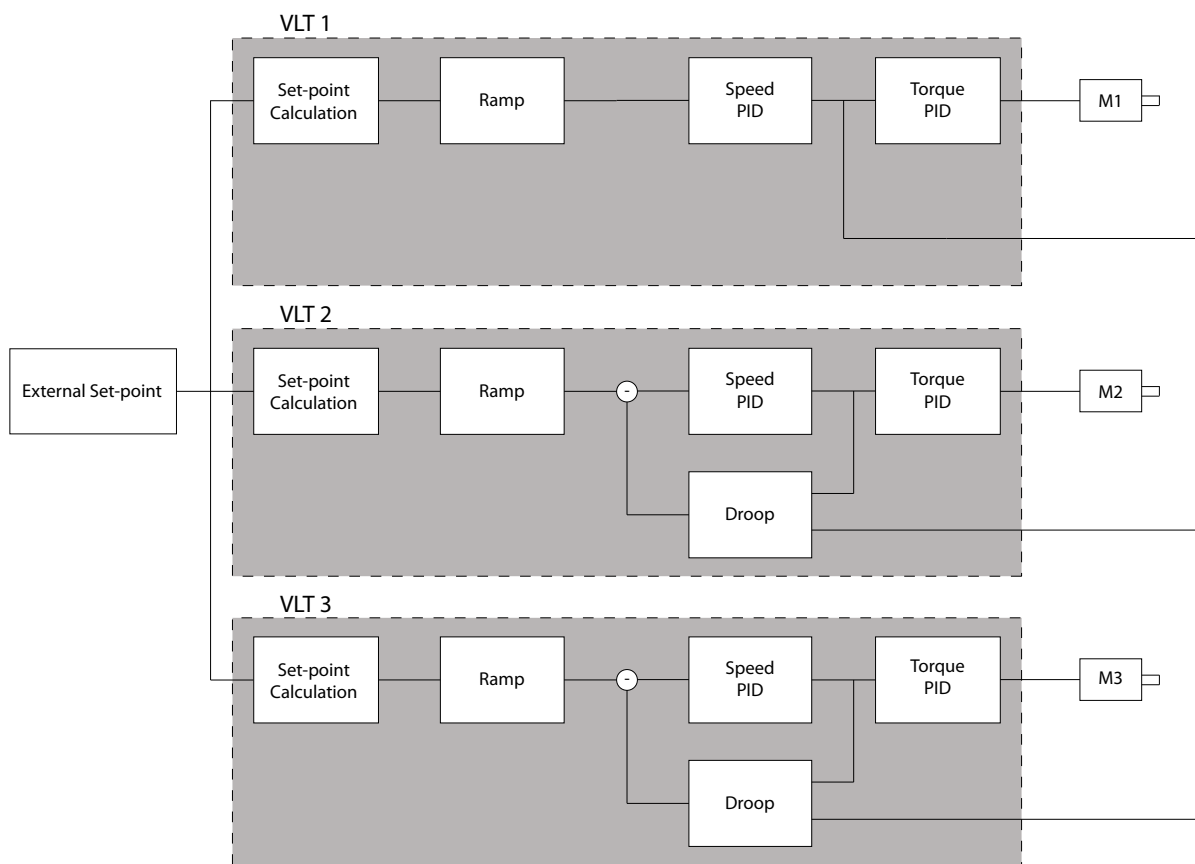 VLT 1
Set-point
Calculation
Ramp
Speed
PID
Torque
PID
M1
VLT 2
External Set-point
Set-point
Calculation
Ramp
-
Speed
PID
Torque
PID
M2
Droop
VLT 3
Set-point
Calculation
Ramp
-
Speed
PID
Torque
PID
M3
Droop